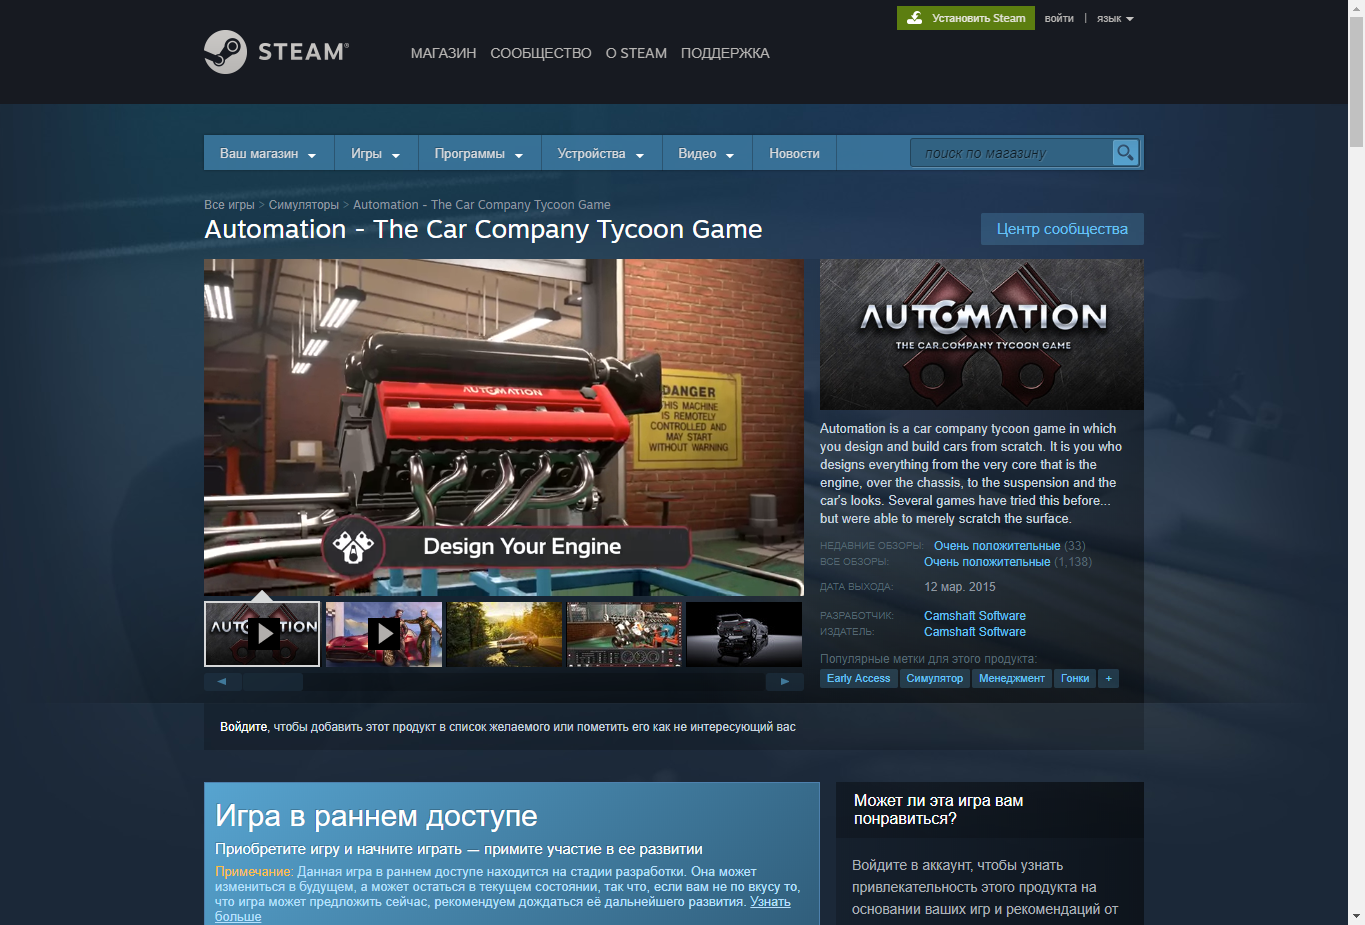 Установить Steam
войти | язык
STEAM®
МАГАЗИН СООБЩЕСТВО О STEAM ПОДДЕРЖКА
Ваш магазин Игры Программы Устройства Видео Новости
поиск по магазину
Все игры > Симуляторы > Automation - The Car Company Tycoon Game
Automation - The Car Company Tycoon Game
Центр сообщества
AUTOMATION
DANGER
THIS MACHINE
IS REMOTELY
CONTROLLED AND
MAY START
WITHOUT WARNING
Design Your Engine
AUTOMATION
THE CAR COMPANY TYCOON GAME
Automation is a car company tycoon game in which
you design and build cars from scratch. It is you who
designs everything from the very core that is the
engine, over the chassis, to the suspension and the
car's looks. Several games have tried this before...
but were able to merely scratch the surface.
НЕДАВНИЕ ОБЗОРЫ: Очень положительные (33)
ВСЕ ОБЗОРЫ: Очень положительные (1,138)
ДАТА ВЫХОДА: 12 мар. 2015
РАЗРАБОТЧИК: Camshaft Software
ИЗДАТЕЛЬ: Camshaft Software
Популярные метки для этого продукта:
Early Access Симулятор Менеджмент Гонки +
Войдите, чтобы добавить этот продукт в список желаемого или пометить его как не интересующий вас
Игра в раннем доступе
Приобретите игру и начните играть — примите участие в ее развитии
Примечание: Данная игра в раннем доступе находится на стадии разработки. Она может
измениться в будущем, а может остаться в текущем состоянии, так что, если вам не по вкусу то,
что игра может предложить сейчас, рекомендуем дождаться её дальнейшего развития. Узнать
больше
Может ли эта игра вам
понравиться?
Войдите в аккаунт, чтобы узнать
привлекательность этого продукта на
основании ваших игр и рекомендаций от